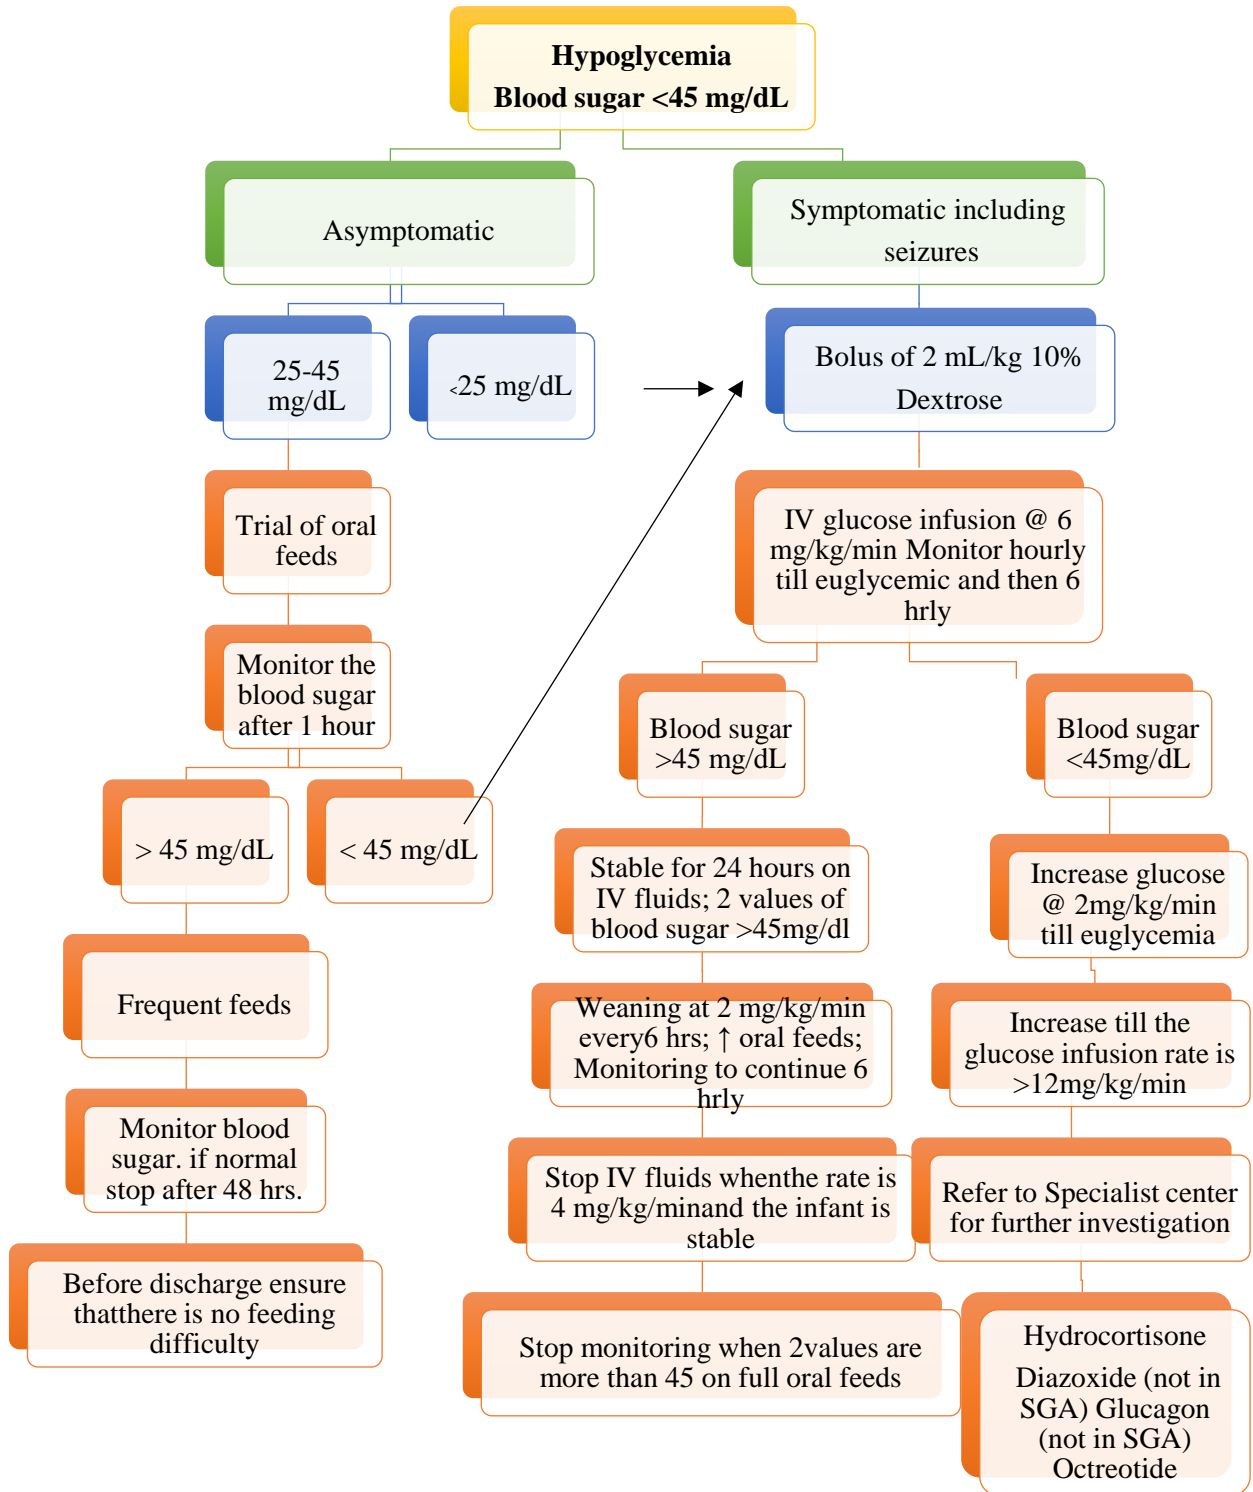 Hypoglycemia
Blood sugar <45 mg/dL
Asymptomatic
Symptomatic including
seizures
25-45
mg/dL
<25 mg/dL
Bolus of 2 mL/kg 10%
Dextrose
Trial of oral
feeds
IV glucose infusion @ 6
mg/kg/min Monitor hourly
till euglycemic and then 6
hrly
Monitor the
blood sugar
after 1 hour
Blood sugar
>45 mg/dL
Blood sugar
<45mg/dL
> 45 mg/dL
< 45 mg/dL
Stable for 24 hours on
IV fluids; 2 values of
blood sugar >45mg/dl
Increase glucose
@ 2mg/kg/min
till euglycemia
Frequent feeds
Weaning at 2 mg/kg/min
every6 hrs; ↑ oral feeds;
Monitoring to continue 6
hrly
Increase till the
glucose infusion rate is
>12mg/kg/min
Monitor blood
sugar. if normal
stop after 48 hrs.
Stop IV fluids whenthe rate is
4 mg/kg/minand the infant is
stable
Refer to Specialist center
for further investigation
Before discharge ensure
thatthere is no feeding
difficulty
Stop monitoring when 2values are
more than 45 on full oral feeds
Hydrocortisone
Diazoxide (not in
SGA) Glucagon
(not in SGA)
Octreotide